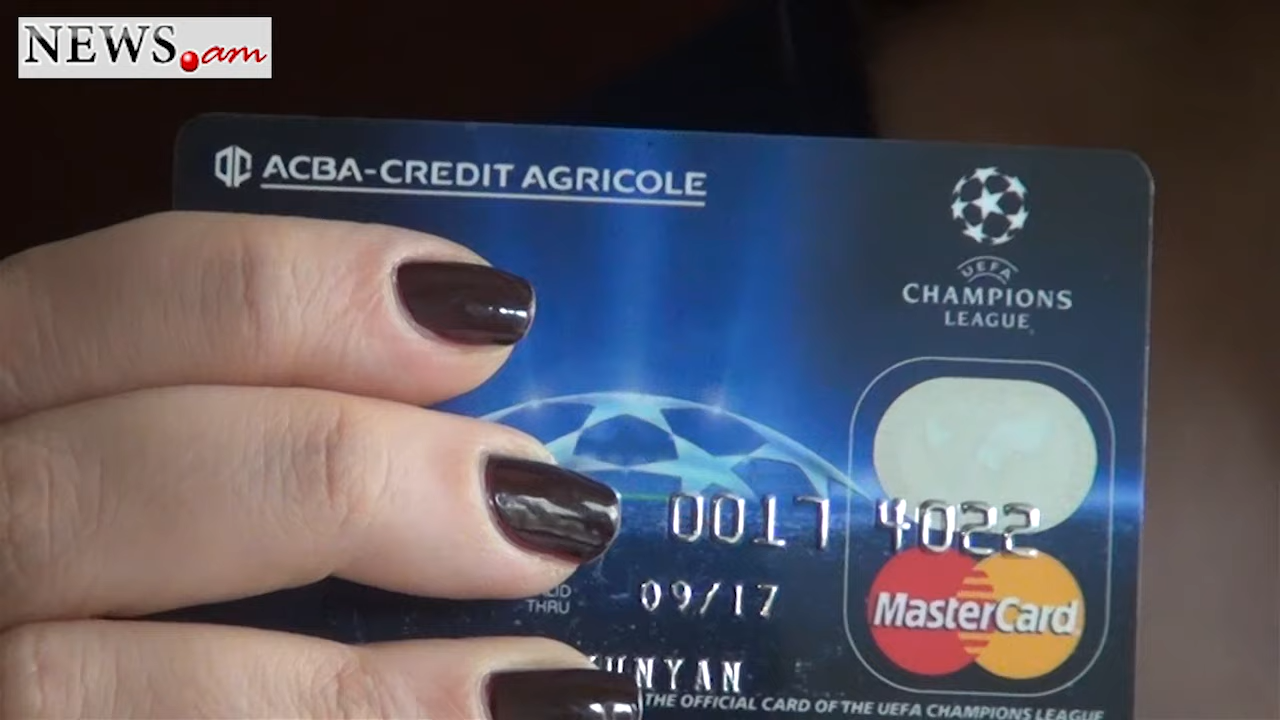 NEWS.am
ACBA-CREDIT AGRICOLE
UEFA
CHAMPIONS
LEAGUE
0017 4022
THRU
09/17
MasterCard
THE OFFICIAL CARD OF THE UEFA CHAMPIONS LEAGUE